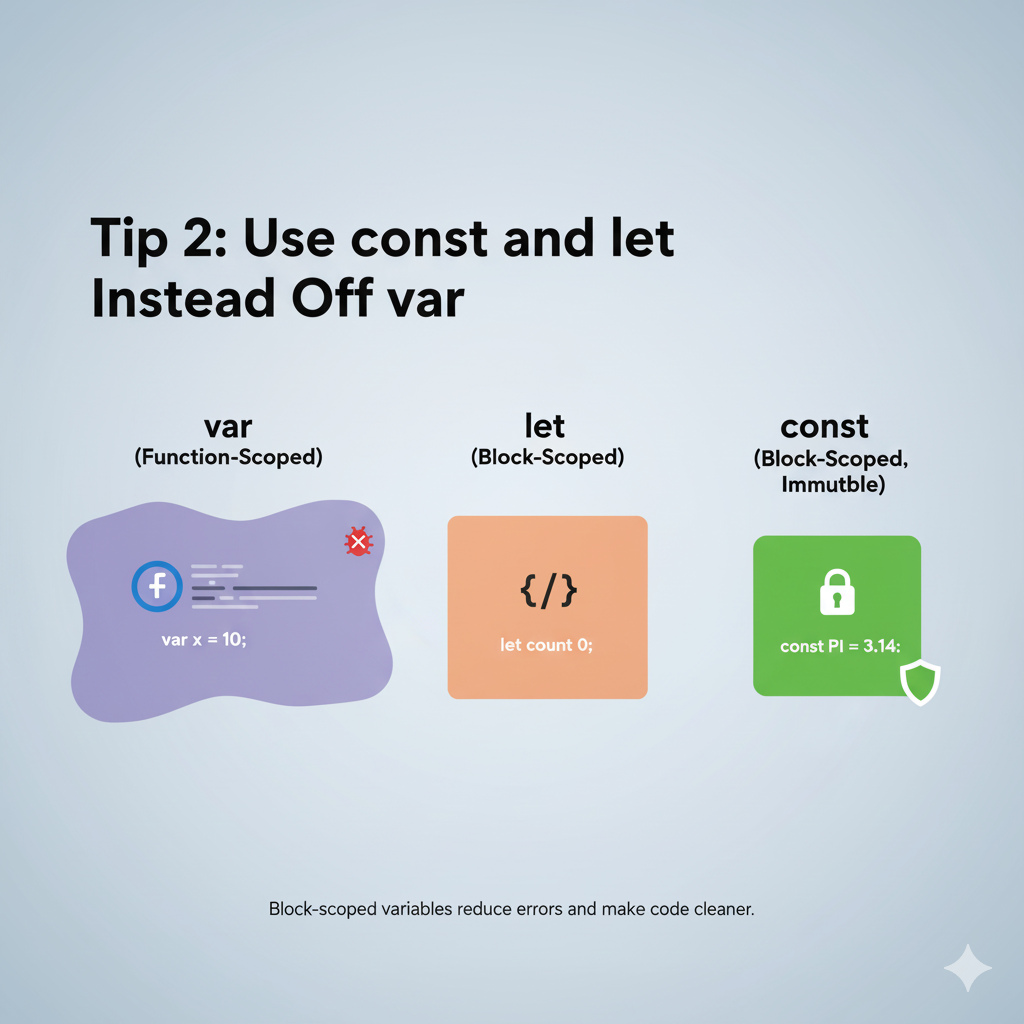 Tip 2: Use const and let
Instead Off var
var
(Function-Scoped)
let
(Block-Scoped)
const
(Block-Scoped,
Immutble)
f
var x = 10;
{/}
let count 0;
const PI = 3.14:
Block-scoped variables reduce errors and make code cleaner.